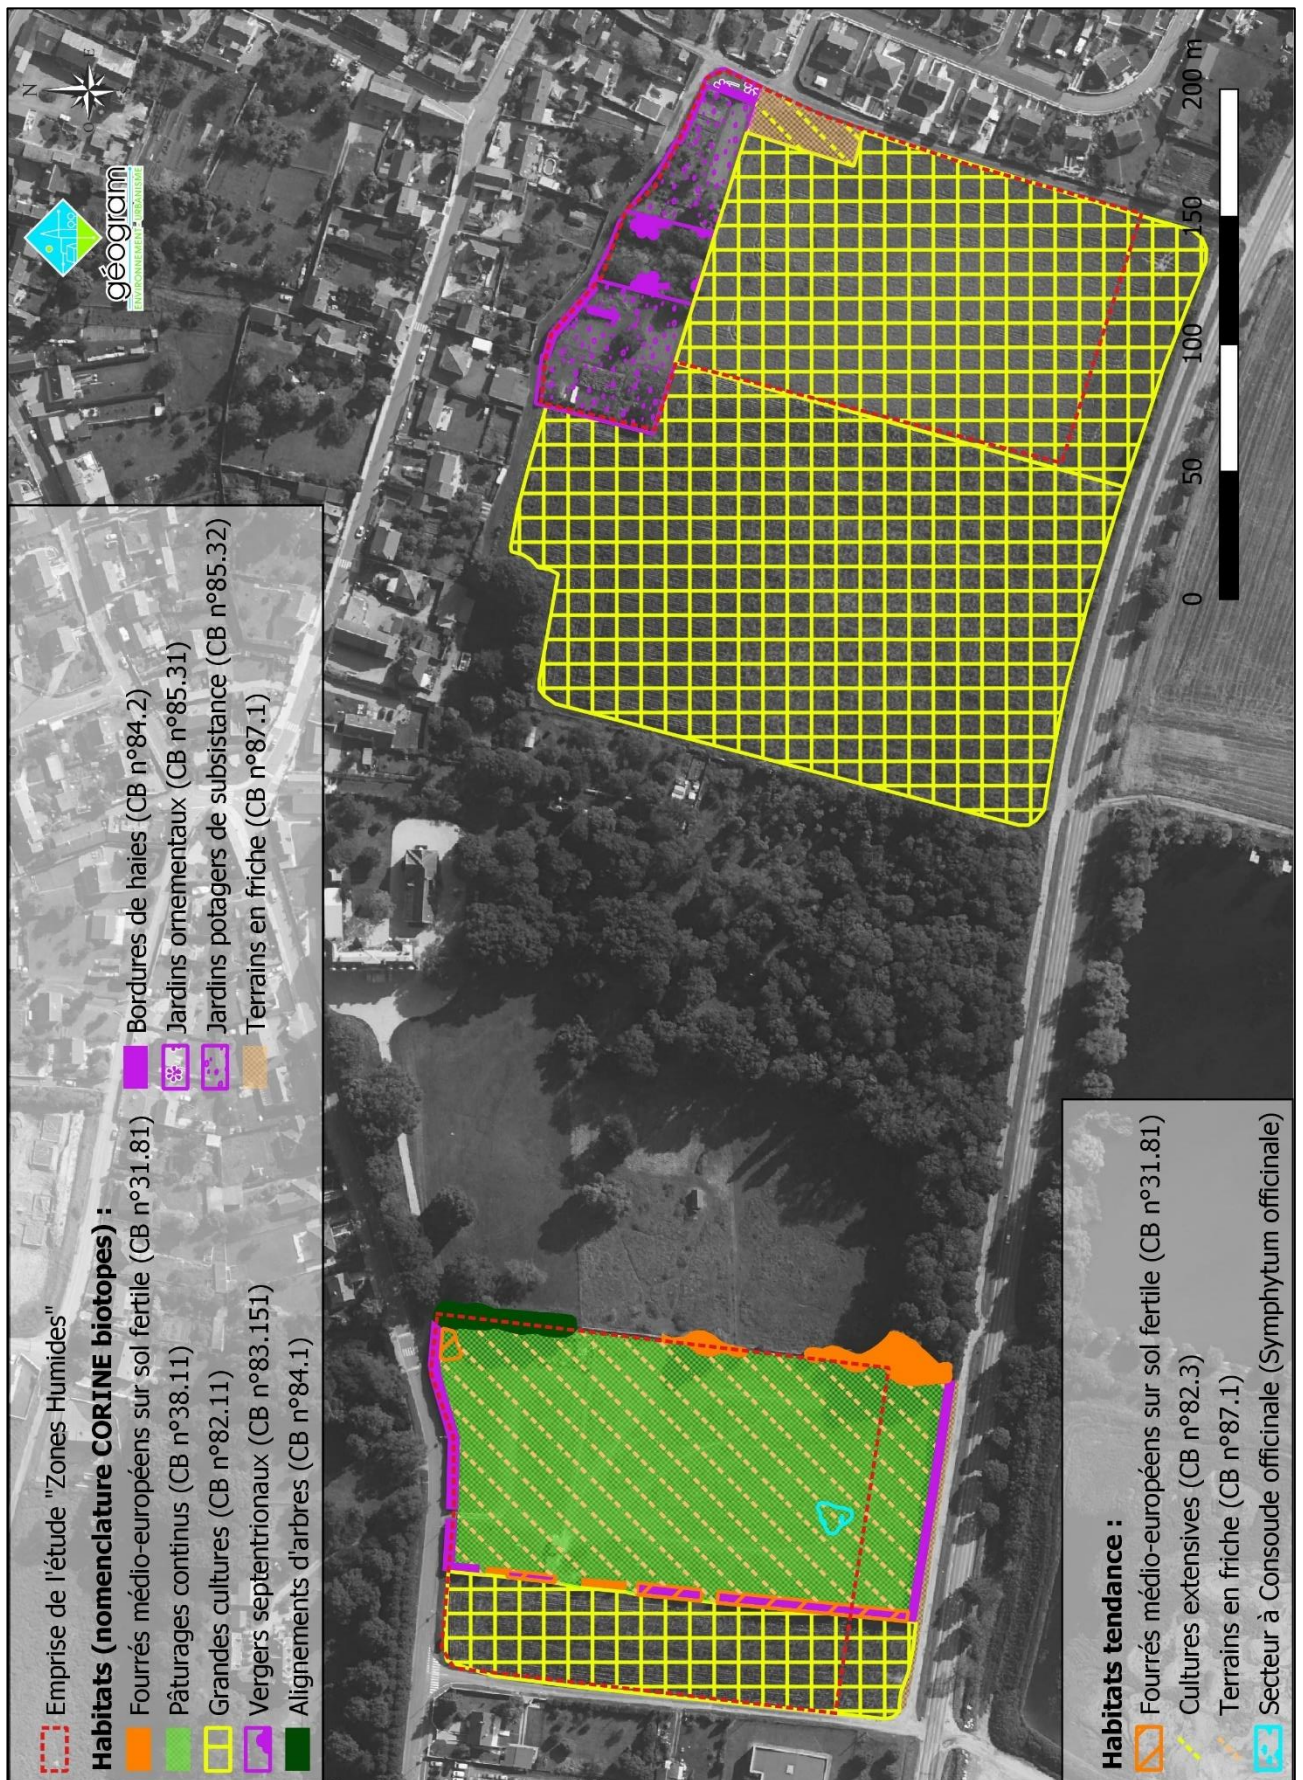 Emprise de l'étude "Zones Humides"
Habitats (nomenclature CORINE biotopes) :
Fourrés médio-européens sur sol fertile (CB n°31.81)
Pâturages continus (CB n°38.11)
Grandes cultures (CB n°82.11)
Vergers septentrionaux (CB n°83.151)
Alignements d'arbres (CB n°84.1)
Bordures de haies (CB n°84.2)
Jardins ornementaux (CB n°85.31)
Jardins potagers de subsistance (CB n°85.32)
Terrains en friche (CB n°87.1)
géogram
ENVIRONNEMENT URBANISME
N
E
O
Habitats tendance :
Fourrés médio-européens sur sol fertile (CB n°31.81)
Cultures extensives (CB n°82.3)
Terrains en friche (CB n°87.1)
Secteur à Consoude officinale (Symphytum officinale)
0
50
100
150
200 m